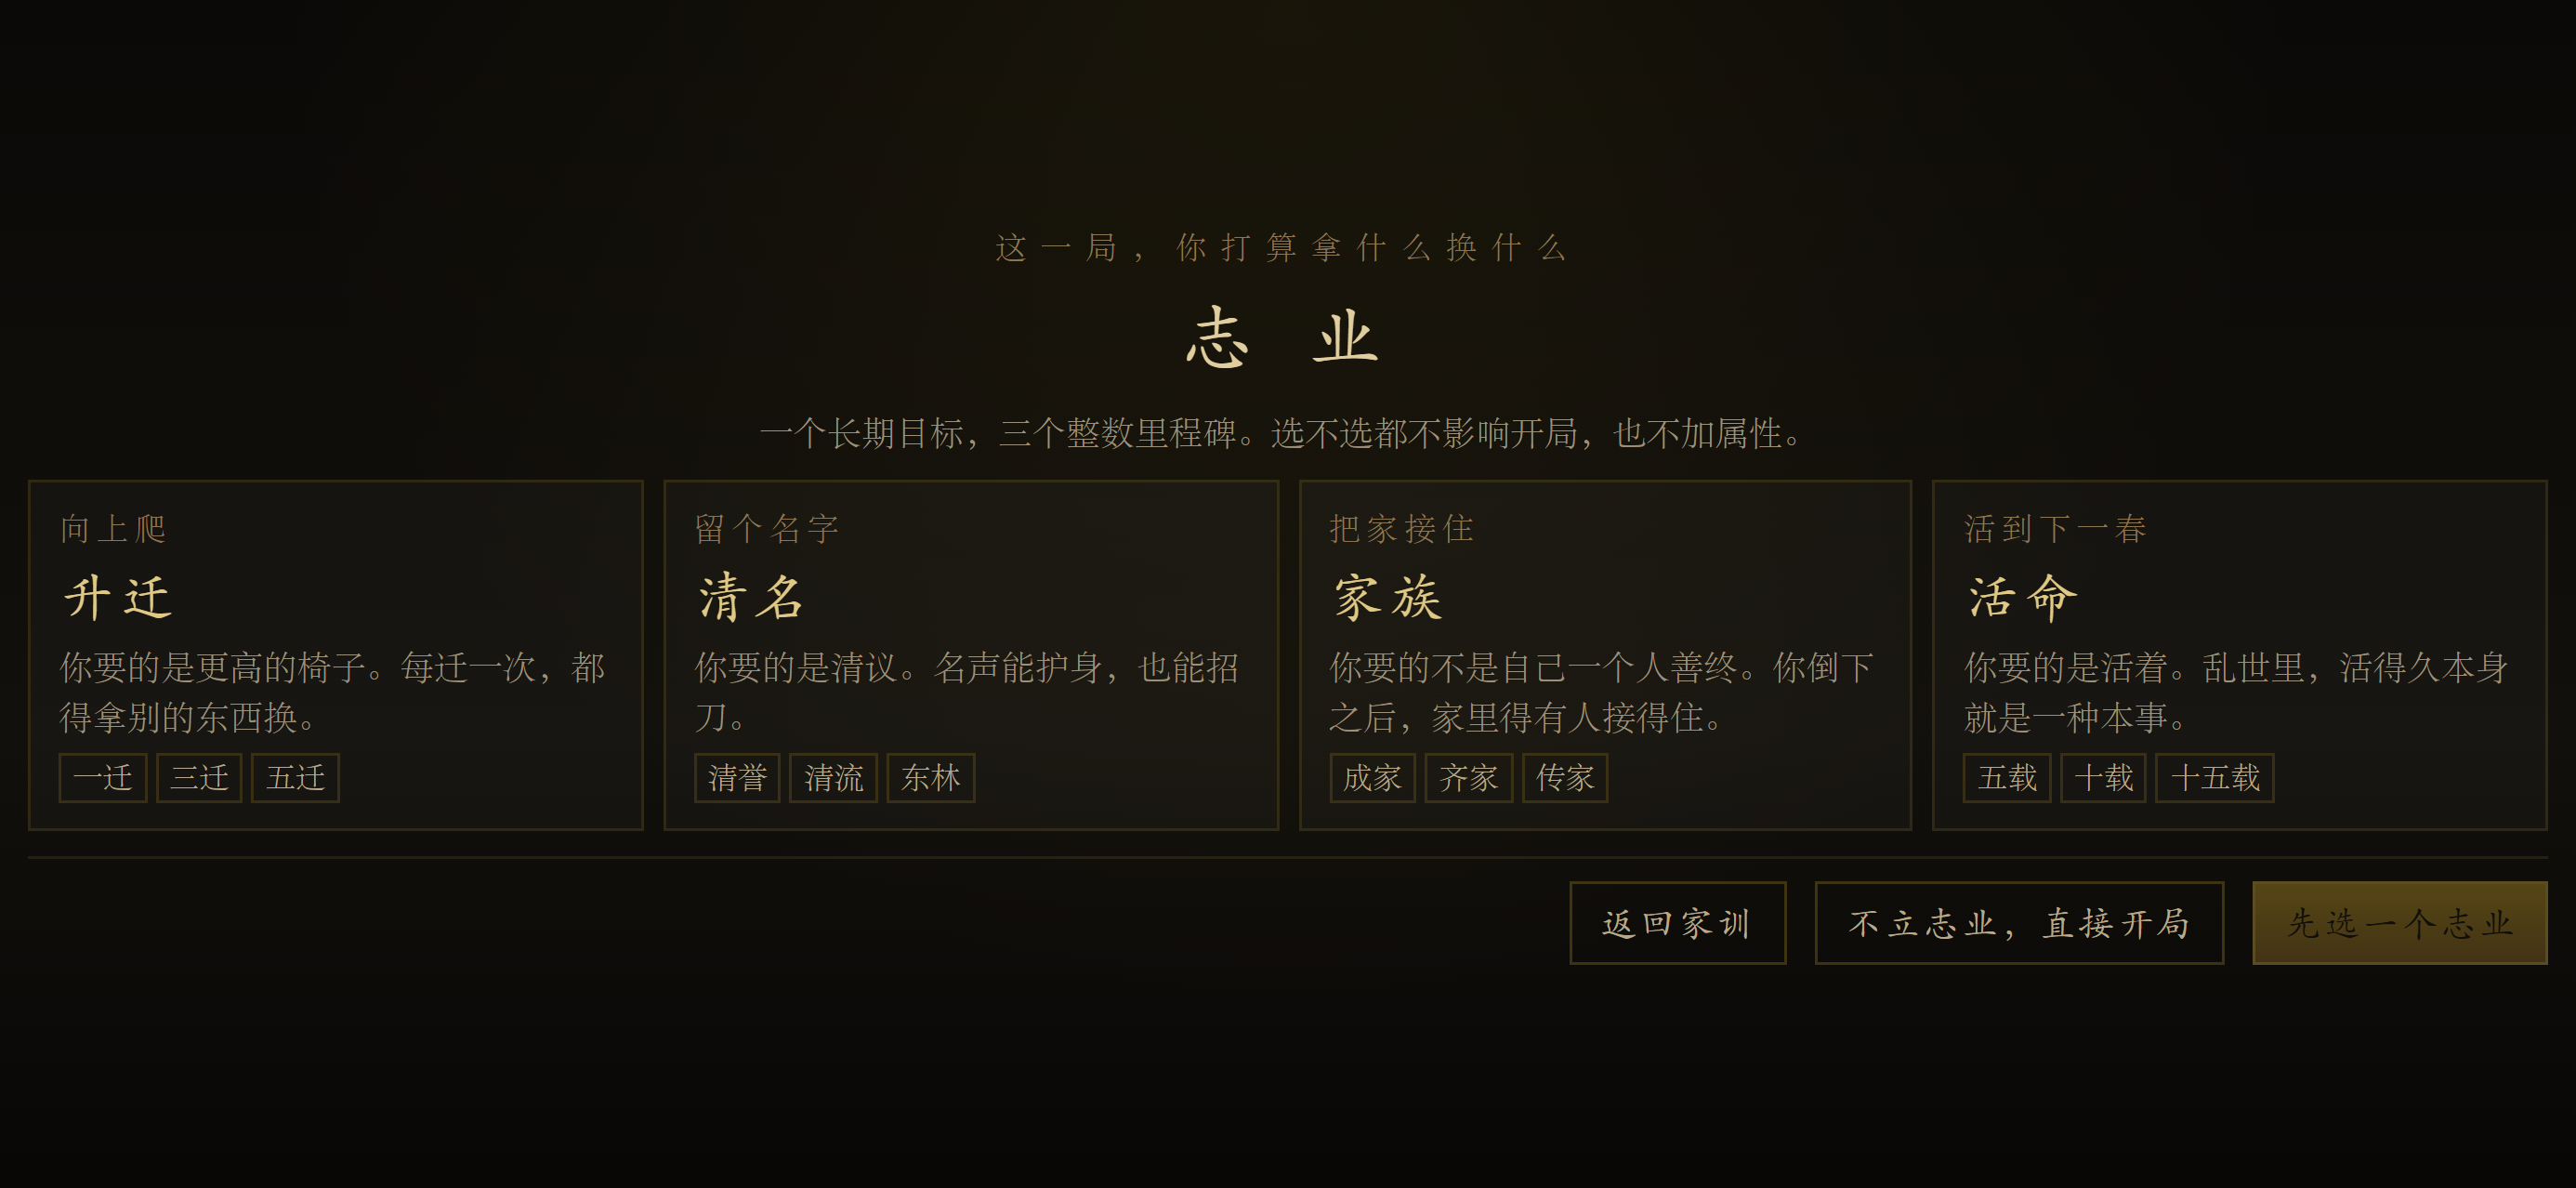 这一局，你打算拿什么换什么
志业
一个长期目标，三个整数里程碑。选不选都不影响开局，也不加属性。
向上爬
升迁
你要的是更高的椅子。每迁一次，都
得拿别的东西换。
一迁 三迁 五迁
留个名字
清名
你要的是清议。名声能护身，也能招
刀。
清誉 清流 东林
把家接住
家族
你要的不是自己一个人善终。你倒下
之后，家里得有人接得住。
成家 齐家 传家
活到下一春
活命
你要的是活着。乱世里，活得久本身
就是一种本事。
五载 十载 十五载
返回家训 不立志业，直接开局 先选一个志业